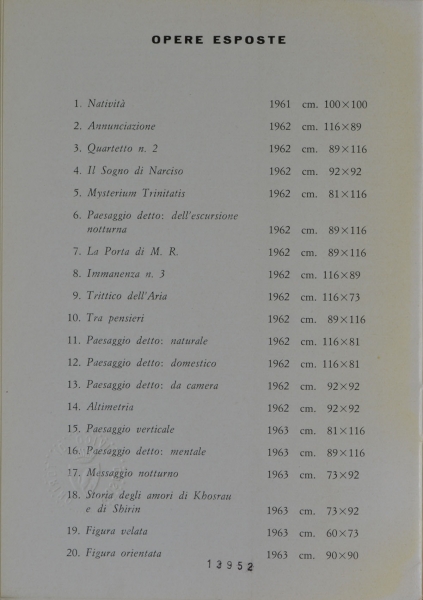 OPERE ESPOSTE
1. Natività 1961 cm. 100×100
2. Annunciazione 1962 cm. 116×89
3. Quartetto n. 2 1962 cm. 89×116
4. Il Sogno di Narciso 1962 cm. 92×92
5. Mysterium Trinitatis 1962 cm. 81×116
6. Paesaggio detto: dell'escursione
notturna 1962 cm. 89×116
7. La Porta di M. R. 1962 cm. 89×116
8. Immanenza n. 3 1962 cm. 116×89
9. Trittico dell'Aria 1962 cm. 116×73
10. Tra pensieri 1962 cm. 89×116
11. Paesaggio detto: naturale 1962 cm. 116×81
12. Paesaggio detto: domestico 1962 cm. 116×81
13. Paesaggio detto: da camera 1962 cm. 92×92
14. Altimetria 1962 cm. 92×92
15. Paesaggio verticale 1963 cm. 81×116
16. Paesaggio detto: mentale 1963 cm. 89×116
17. Messaggio notturno 1963 cm. 73×92
18. Storia degli amori di Khosrau
e di Shirin 1963 cm. 73×92
19. Figura velata 1963 cm. 60×73
20. Figura orientata 1963 cm. 90×90
13952